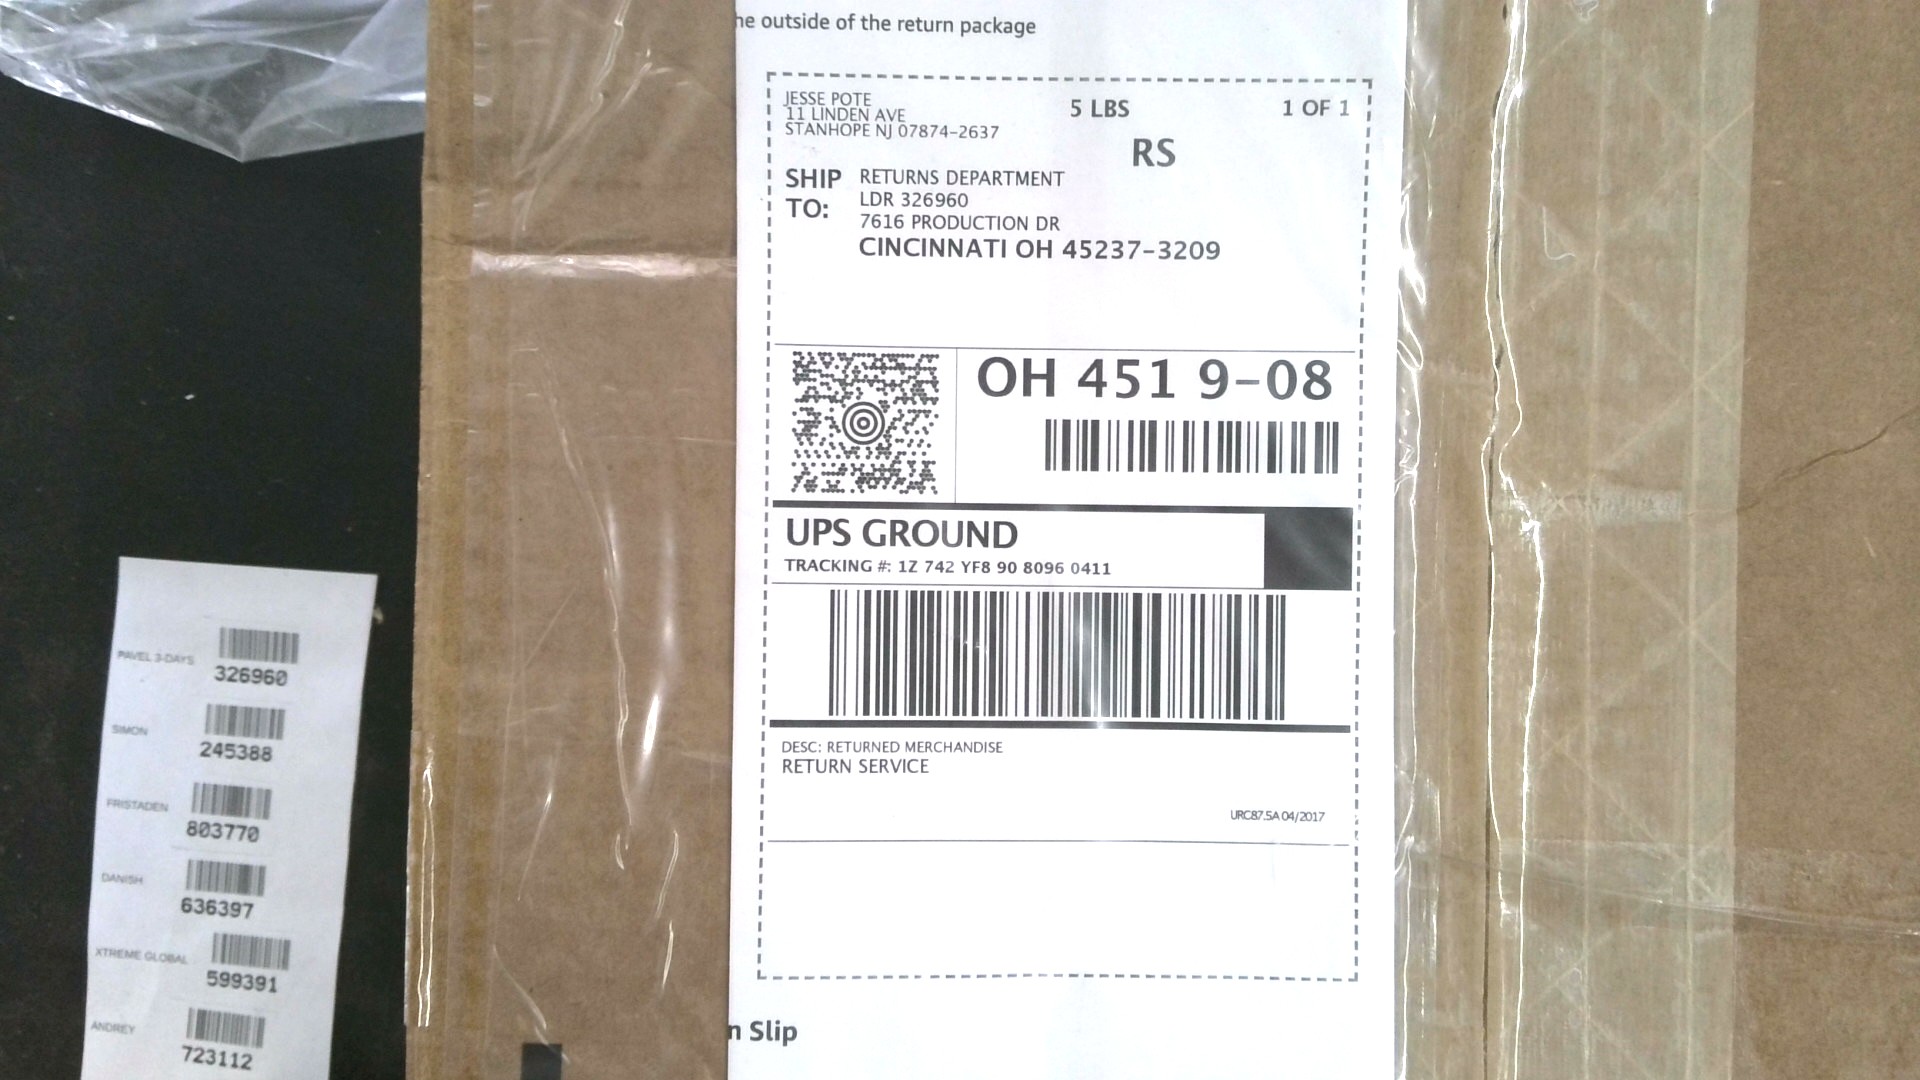 he outside of the return package
JESSE POTE
11 LINDEN AVE
STANHOPE NJ 07874-2637
5 LBS
1 OF 1
RS
SHIP TO:
RETURNS DEPARTMENT
LDR 326960
7616 PRODUCTION DR
CINCINNATI OH 45237-3209
OH 451 9-08
UPS GROUND
TRACKING #: 1Z 742 YF8 90 8096 0411
DESC: RETURNED MERCHANDISE
RETURN SERVICE
URC87.5A 04/2017
n Slip
PAVEL 3-DAYS
326960
SIMON
245388
FRISTADEN
803770
DANISH
636397
XTREME GLOBAL
599391
ANDREY
723112